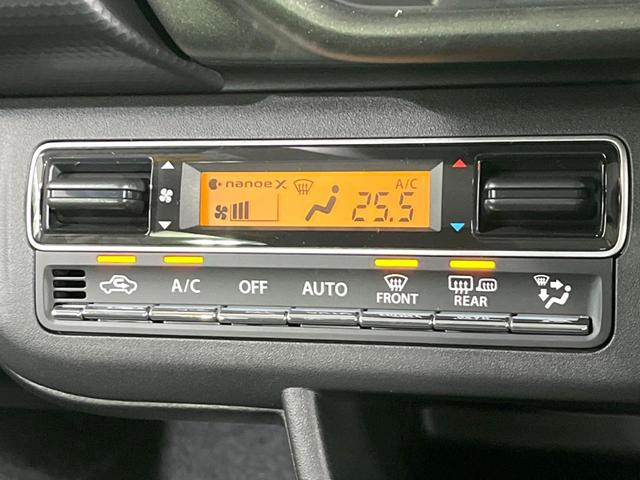 nanoeX A/C
25.5
A/C OFF AUTO FRONT REAR